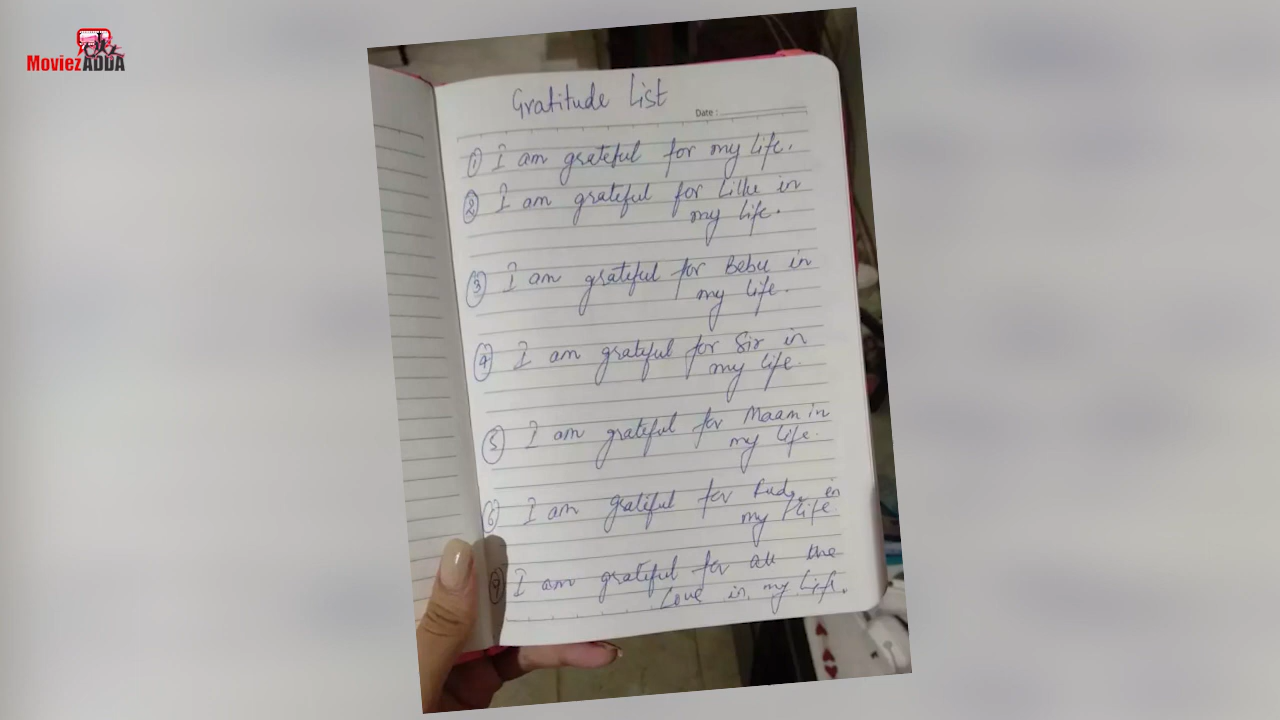 MoviezADDA
Gratitude List
Date :
1 I am grateful for my life.
2 I am grateful for Lillu in
my life.
3 I am grateful for Bebu in
my life.
4 I am grateful for Sir in
my life.
5 I am grateful for Maam in
my life.
6 I am grateful for Fudge in
my life.
7 I am grateful for all the
Love in my life.